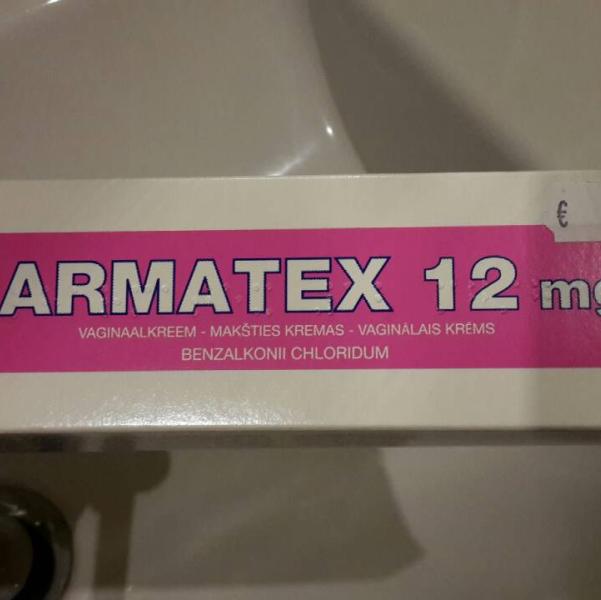 €
ARMATEX 12 mg
VAGINAALKREEM - MAKŠTIES KREMAS - VAGINĀLAIS KRĒMS
BENZALKONII CHLORIDUM